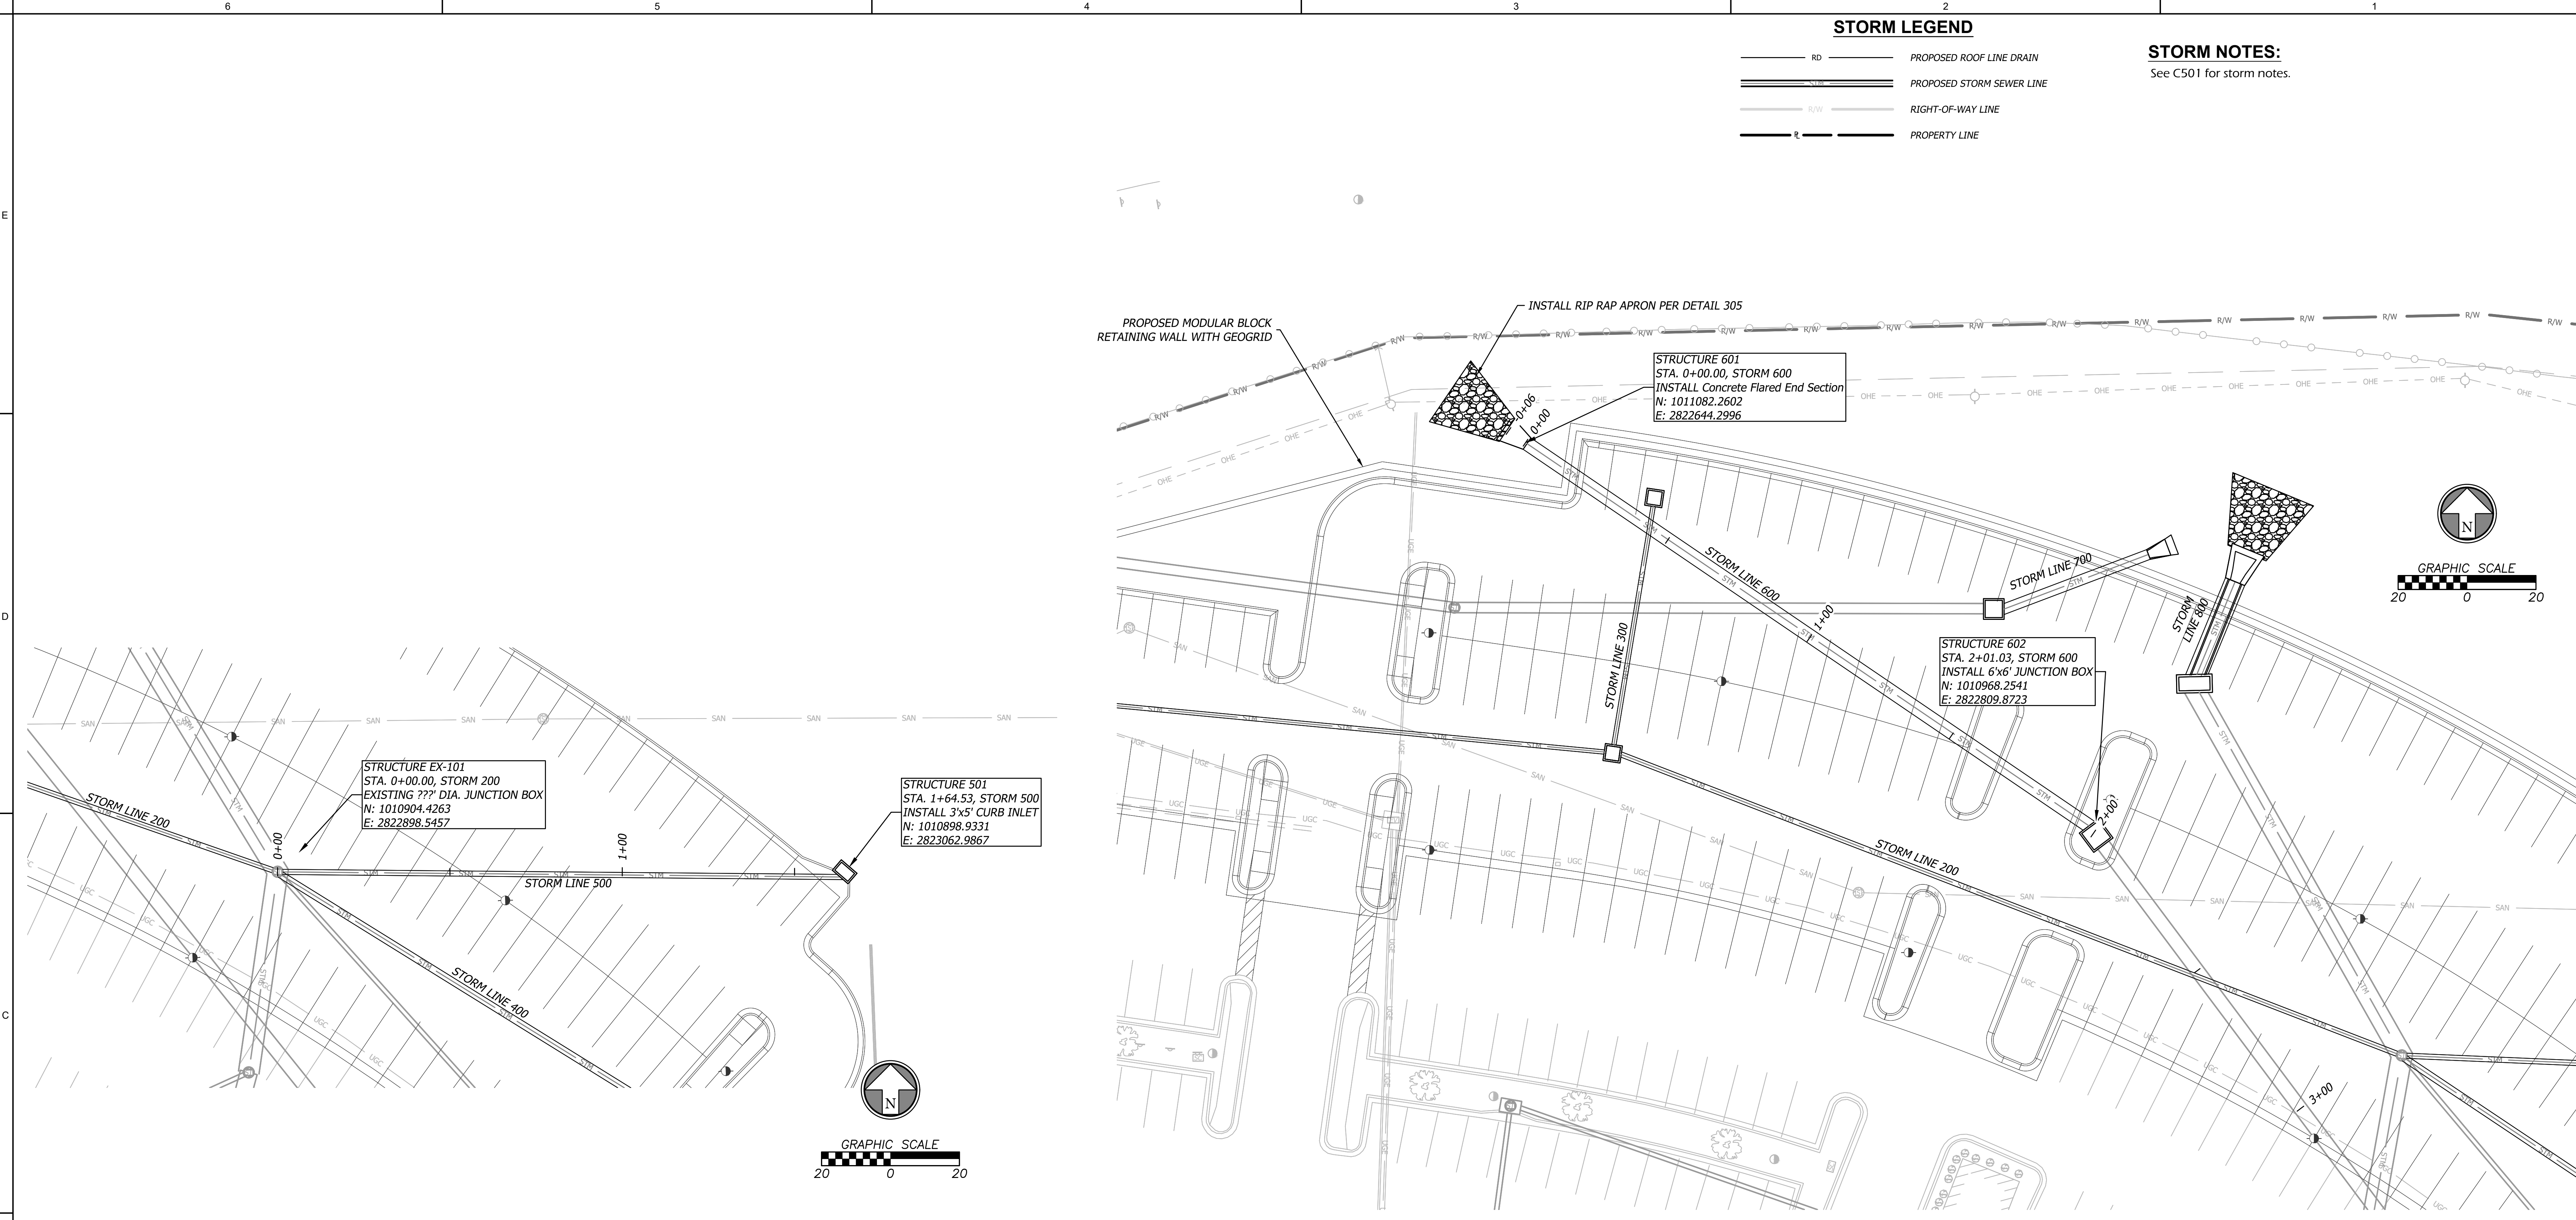 6
5
4
3
2
1
E
D
C
STORM LEGEND
RD
PROPOSED ROOF LINE DRAIN
STM
PROPOSED STORM SEWER LINE
R/W
RIGHT-OF-WAY LINE
PROPERTY LINE
STORM NOTES:
See C501 for storm notes.
INSTALL RIP RAP APRON PER DETAIL 305
PROPOSED MODULAR BLOCK
RETAINING WALL WITH GEOGRID
STRUCTURE 601
STA. 0+00.00, STORM 600
INSTALL Concrete Flared End Section
N: 1011082.2602
E: 2822644.2996
-0+06
0+00
STORM LINE 600
1+00
STORM LINE 700
STORM
LINE 800
STORM LINE 300
STRUCTURE 602
STA. 2+01.03, STORM 600
INSTALL 6'x6' JUNCTION BOX
N: 1010968.2541
E: 2822809.8723
2+00
STORM LINE 200
3+00
N
GRAPHIC SCALE
20 0 20
STRUCTURE EX-101
STA. 0+00.00, STORM 200
EXISTING ???' DIA. JUNCTION BOX
N: 1010904.4263
E: 2822898.5457
STRUCTURE 501
STA. 1+64.53, STORM 500
INSTALL 3'x5' CURB INLET
N: 1010898.9331
E: 2823062.9867
STORM LINE 200
0+00
1+00
STORM LINE 500
STORM LINE 400
N
GRAPHIC SCALE
20 0 20
R/W
OHE
UGE
UGC
SAN
STM